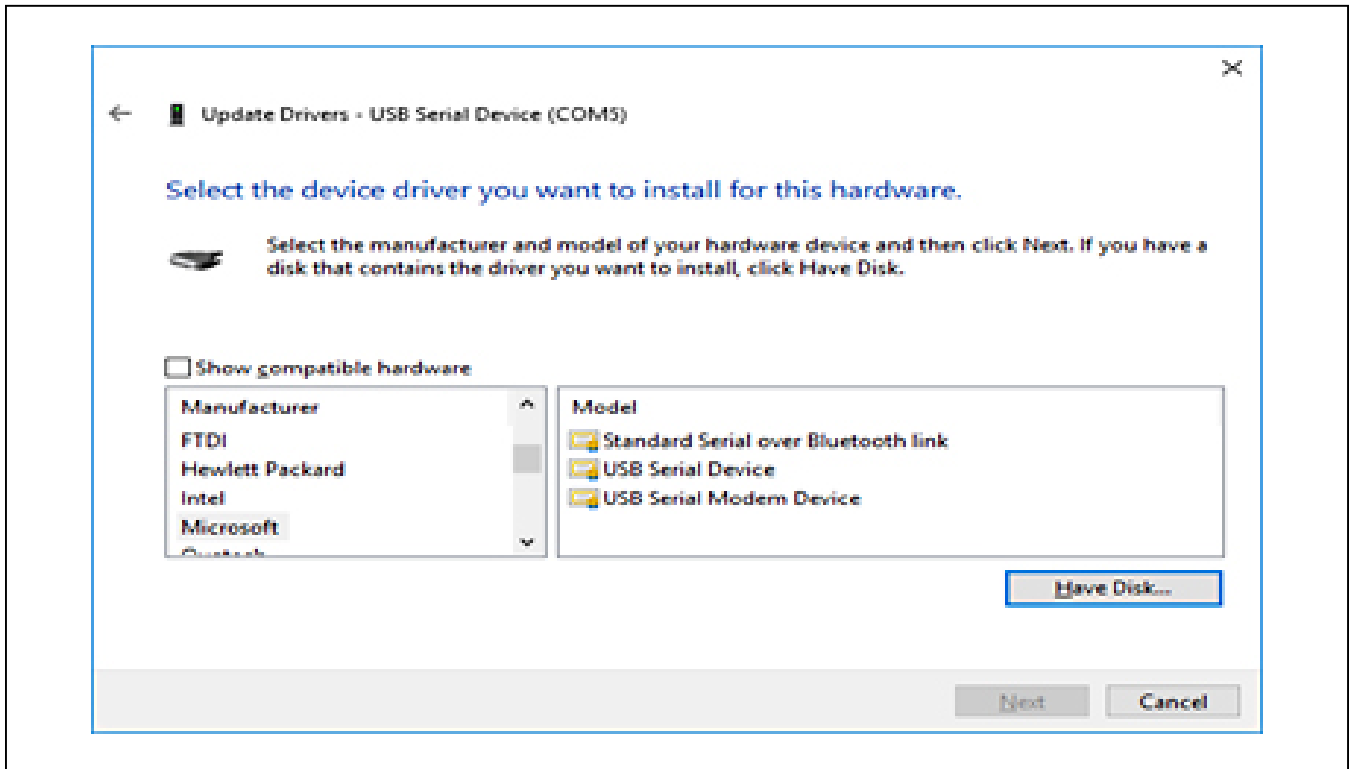 Update Drivers - USB Serial Device (COM5)
Select the device driver you want to install for this hardware.
Select the manufacturer and model of your hardware device and then click Next. If you have a
disk that contains the driver you want to install, click Have Disk.
Show compatible hardware
Manufacturer
FTDI
Hewlett Packard
Intel
Microsoft
Model
Standard Serial over Bluetooth link
USB Serial Device
USB Serial Modem Device
Have Disk...
Next
Cancel